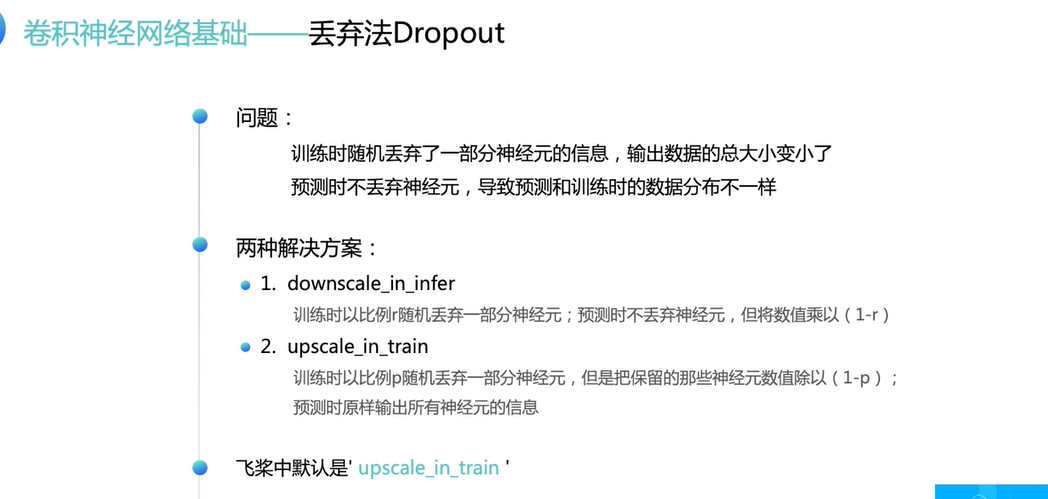 卷积神经网络基础——丢弃法Dropout
问题：
训练时随机丢弃了一部分神经元的信息，输出数据的总大小变小了
预测时不丢弃神经元，导致预测和训练时的数据分布不一样
两种解决方案：
1. downscale_in_infer
训练时以比例r随机丢弃一部分神经元；预测时不丢弃神经元，但将数值乘以（1-r）
2. upscale_in_train
训练时以比例p随机丢弃一部分神经元，但是把保留的那些神经元数值除以（1-p）；
预测时原样输出所有神经元的信息
飞桨中默认是' upscale_in_train '